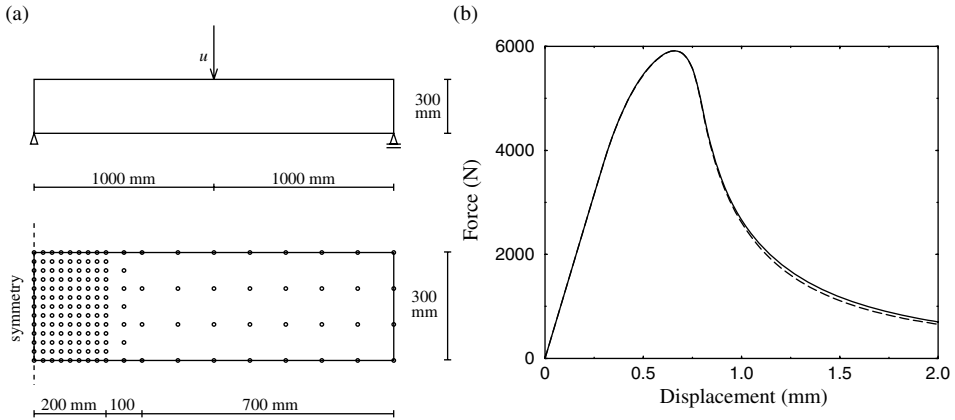 (a)
u
300
mm
1000 mm
1000 mm
symmetry
300
mm
200 mm
100
700 mm
(b)
6000
4000
2000
0
Force (N)
0
0.5
1.0
1.5
2.0
Displacement (mm)